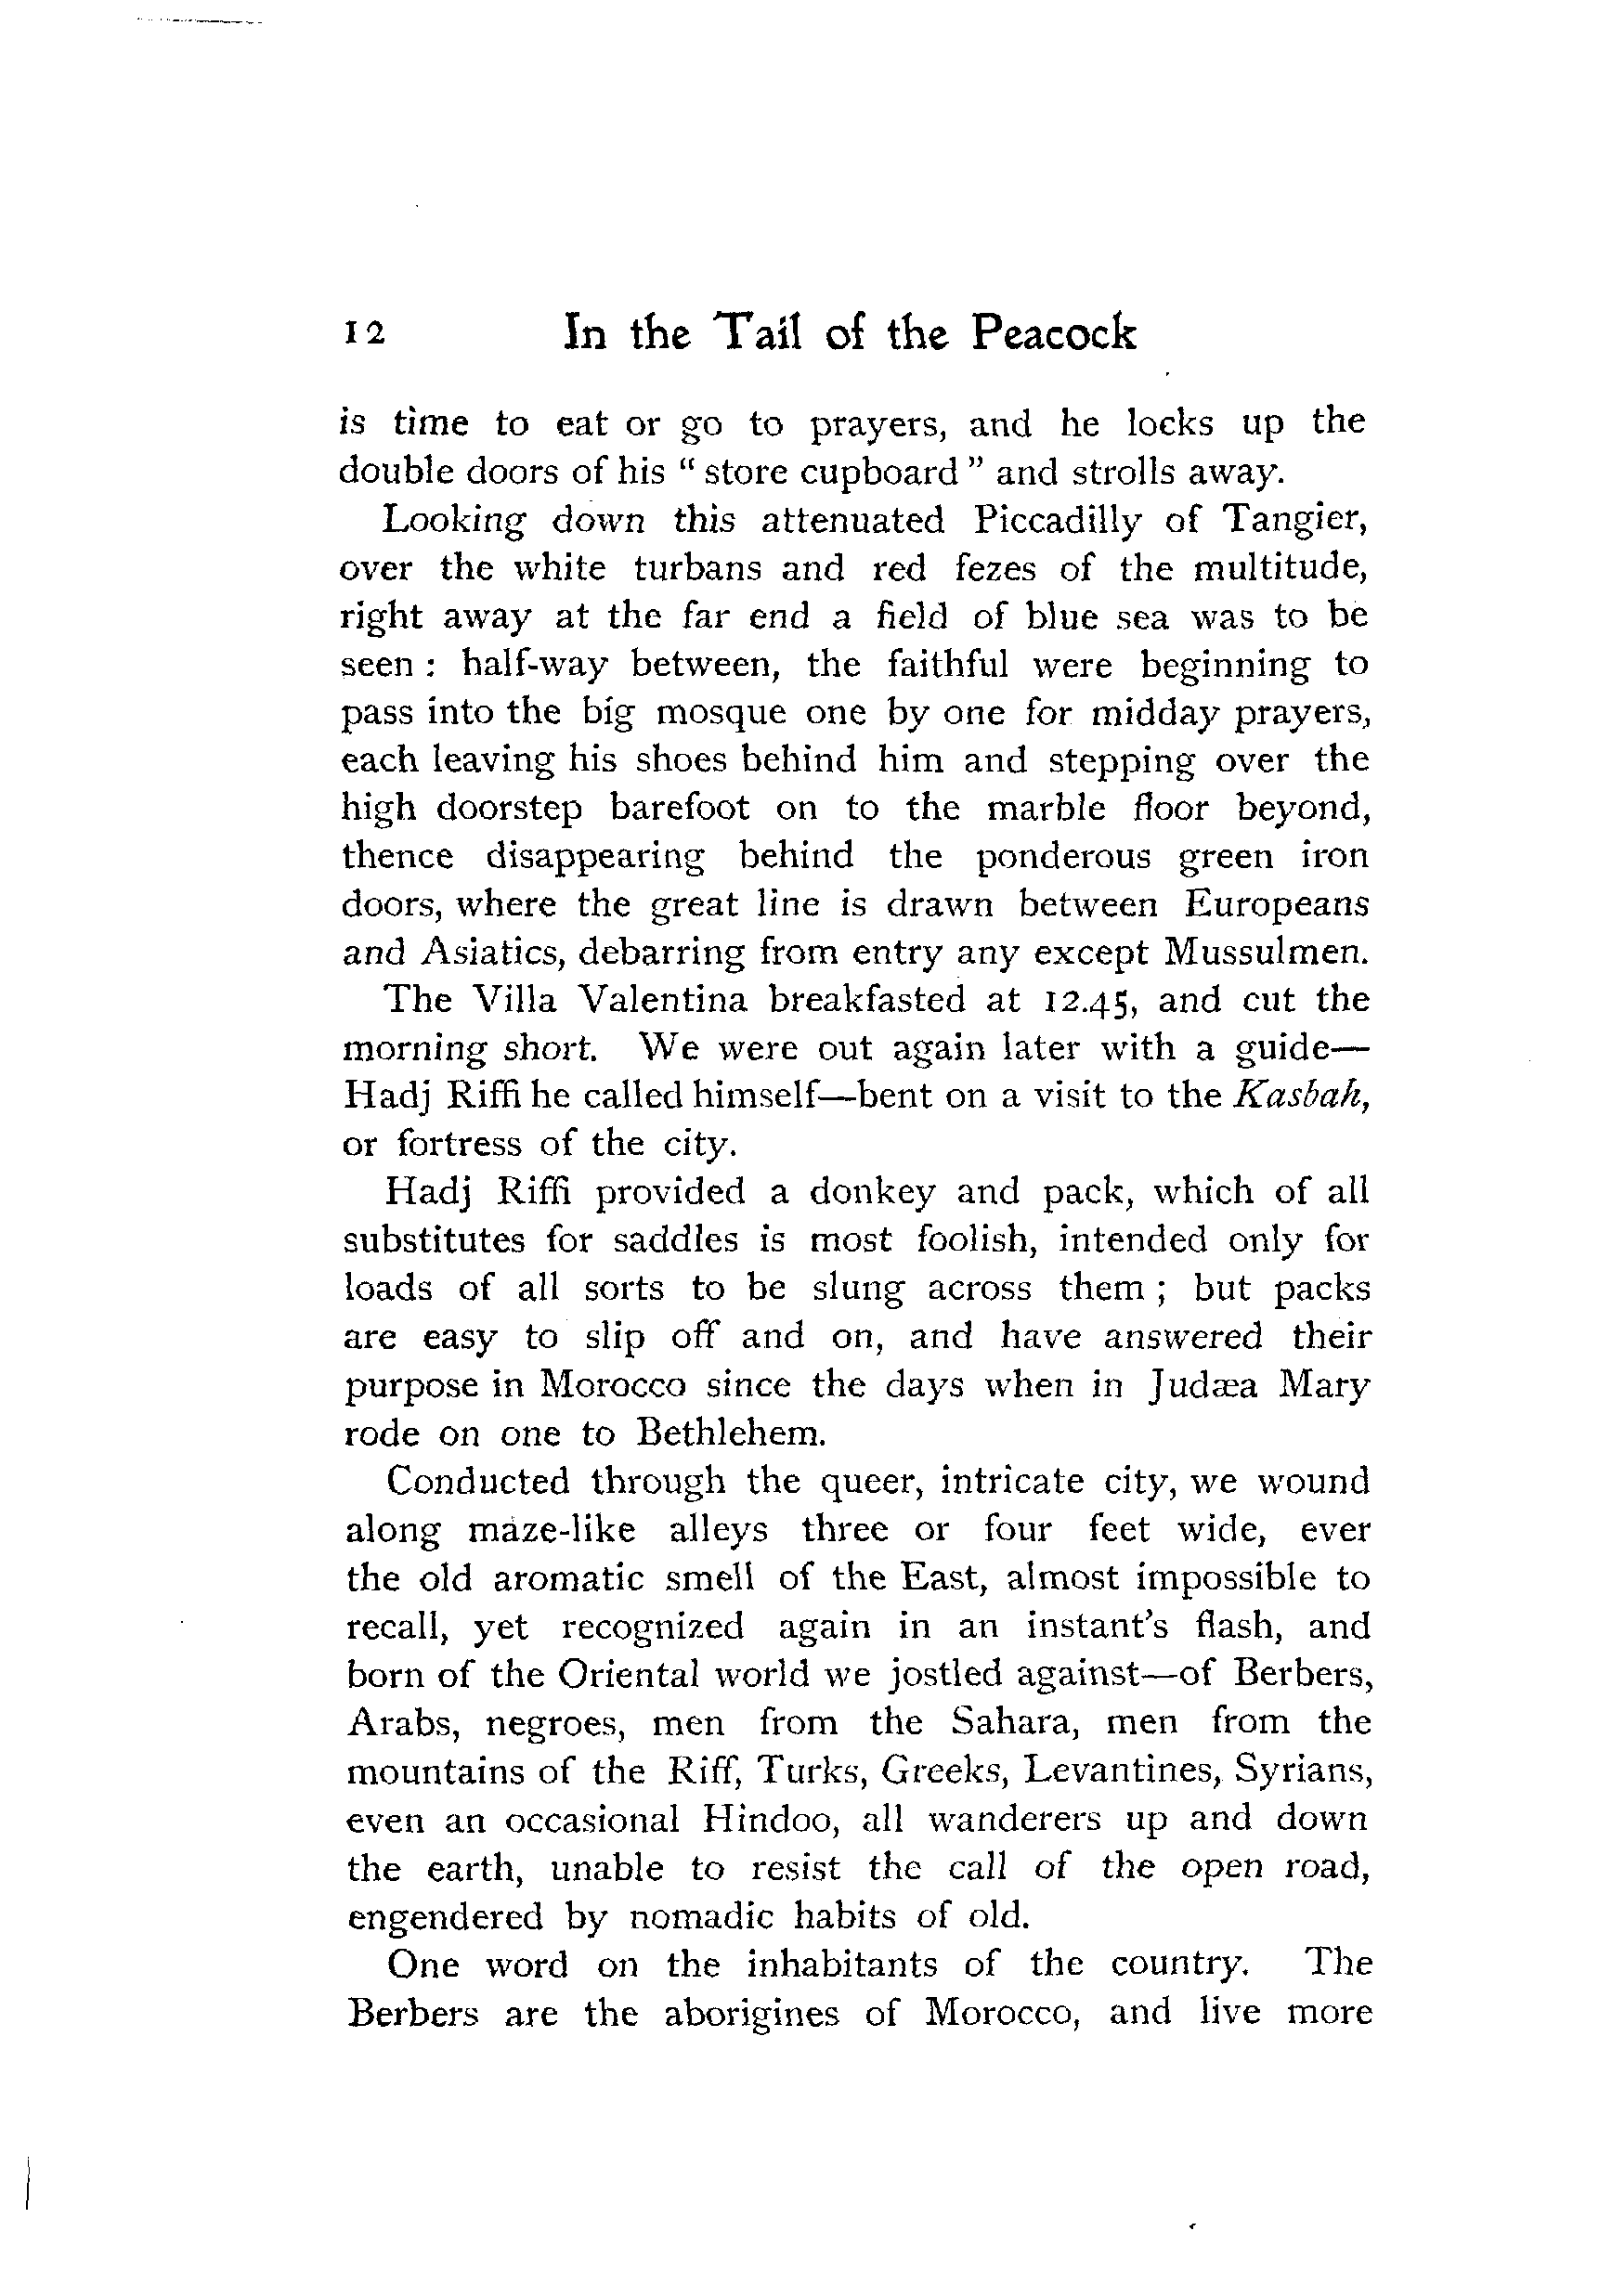 12 In the Tail of the Peacock
is time to eat or go to prayers, and he locks up the
double doors of his “ store cupboard ” and strolls away.
Looking down this attenuated Piccadilly of Tangier,
over the white turbans and red fezes of the multitude,
right away at the far end a field of blue sea was to be
seen : half-way between, the faithful were beginning to
pass into the big mosque one by one for midday prayers,
each leaving his shoes behind him and stepping over the
high doorstep barefoot on to the marble floor beyond,
thence disappearing behind the ponderous green iron
doors, where the great line is drawn between Europeans
and Asiatics, debarring from entry any except Mussulmen.
The Villa Valentina breakfasted at 12.45, and cut the
morning short. We were out again later with a guide—
Hadj Riffi he called himself—bent on a visit to the Kasbah,
or fortress of the city.
Hadj Riffi provided a donkey and pack, which of all
substitutes for saddles is most foolish, intended only for
loads of all sorts to be slung across them ; but packs
are easy to slip off and on, and have answered their
purpose in Morocco since the days when in Judæa Mary
rode on one to Bethlehem.
Conducted through the queer, intricate city, we wound
along maze-like alleys three or four feet wide, ever
the old aromatic smell of the East, almost impossible to
recall, yet recognized again in an instant's flash, and
born of the Oriental world we jostled against—of Berbers,
Arabs, negroes, men from the Sahara, men from the
mountains of the Riff, Turks, Greeks, Levantines, Syrians,
even an occasional Hindoo, all wanderers up and down
the earth, unable to resist the call of the open road,
engendered by nomadic habits of old.
One word on the inhabitants of the country. The
Berbers are the aborigines of Morocco, and live more